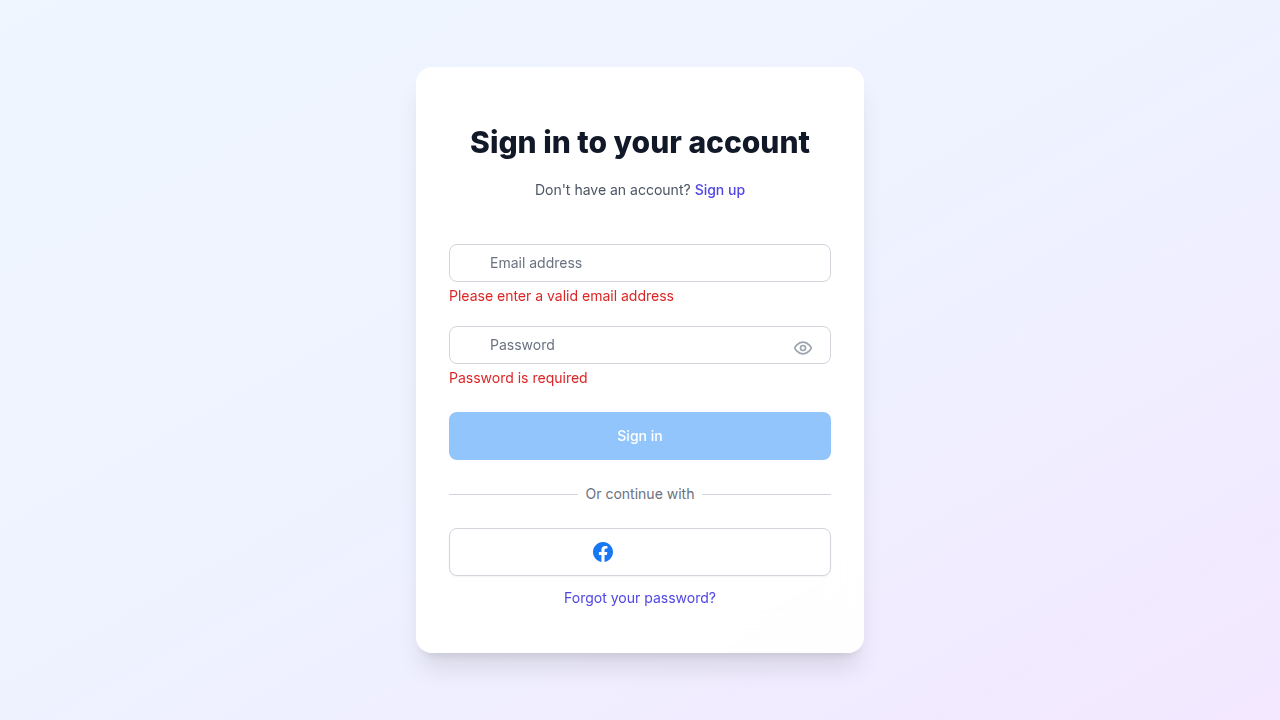 Sign in to your account
Don't have an account? Sign up
Email address
Please enter a valid email address
Password
Password is required
Sign in
Or continue with
Forgot your password?